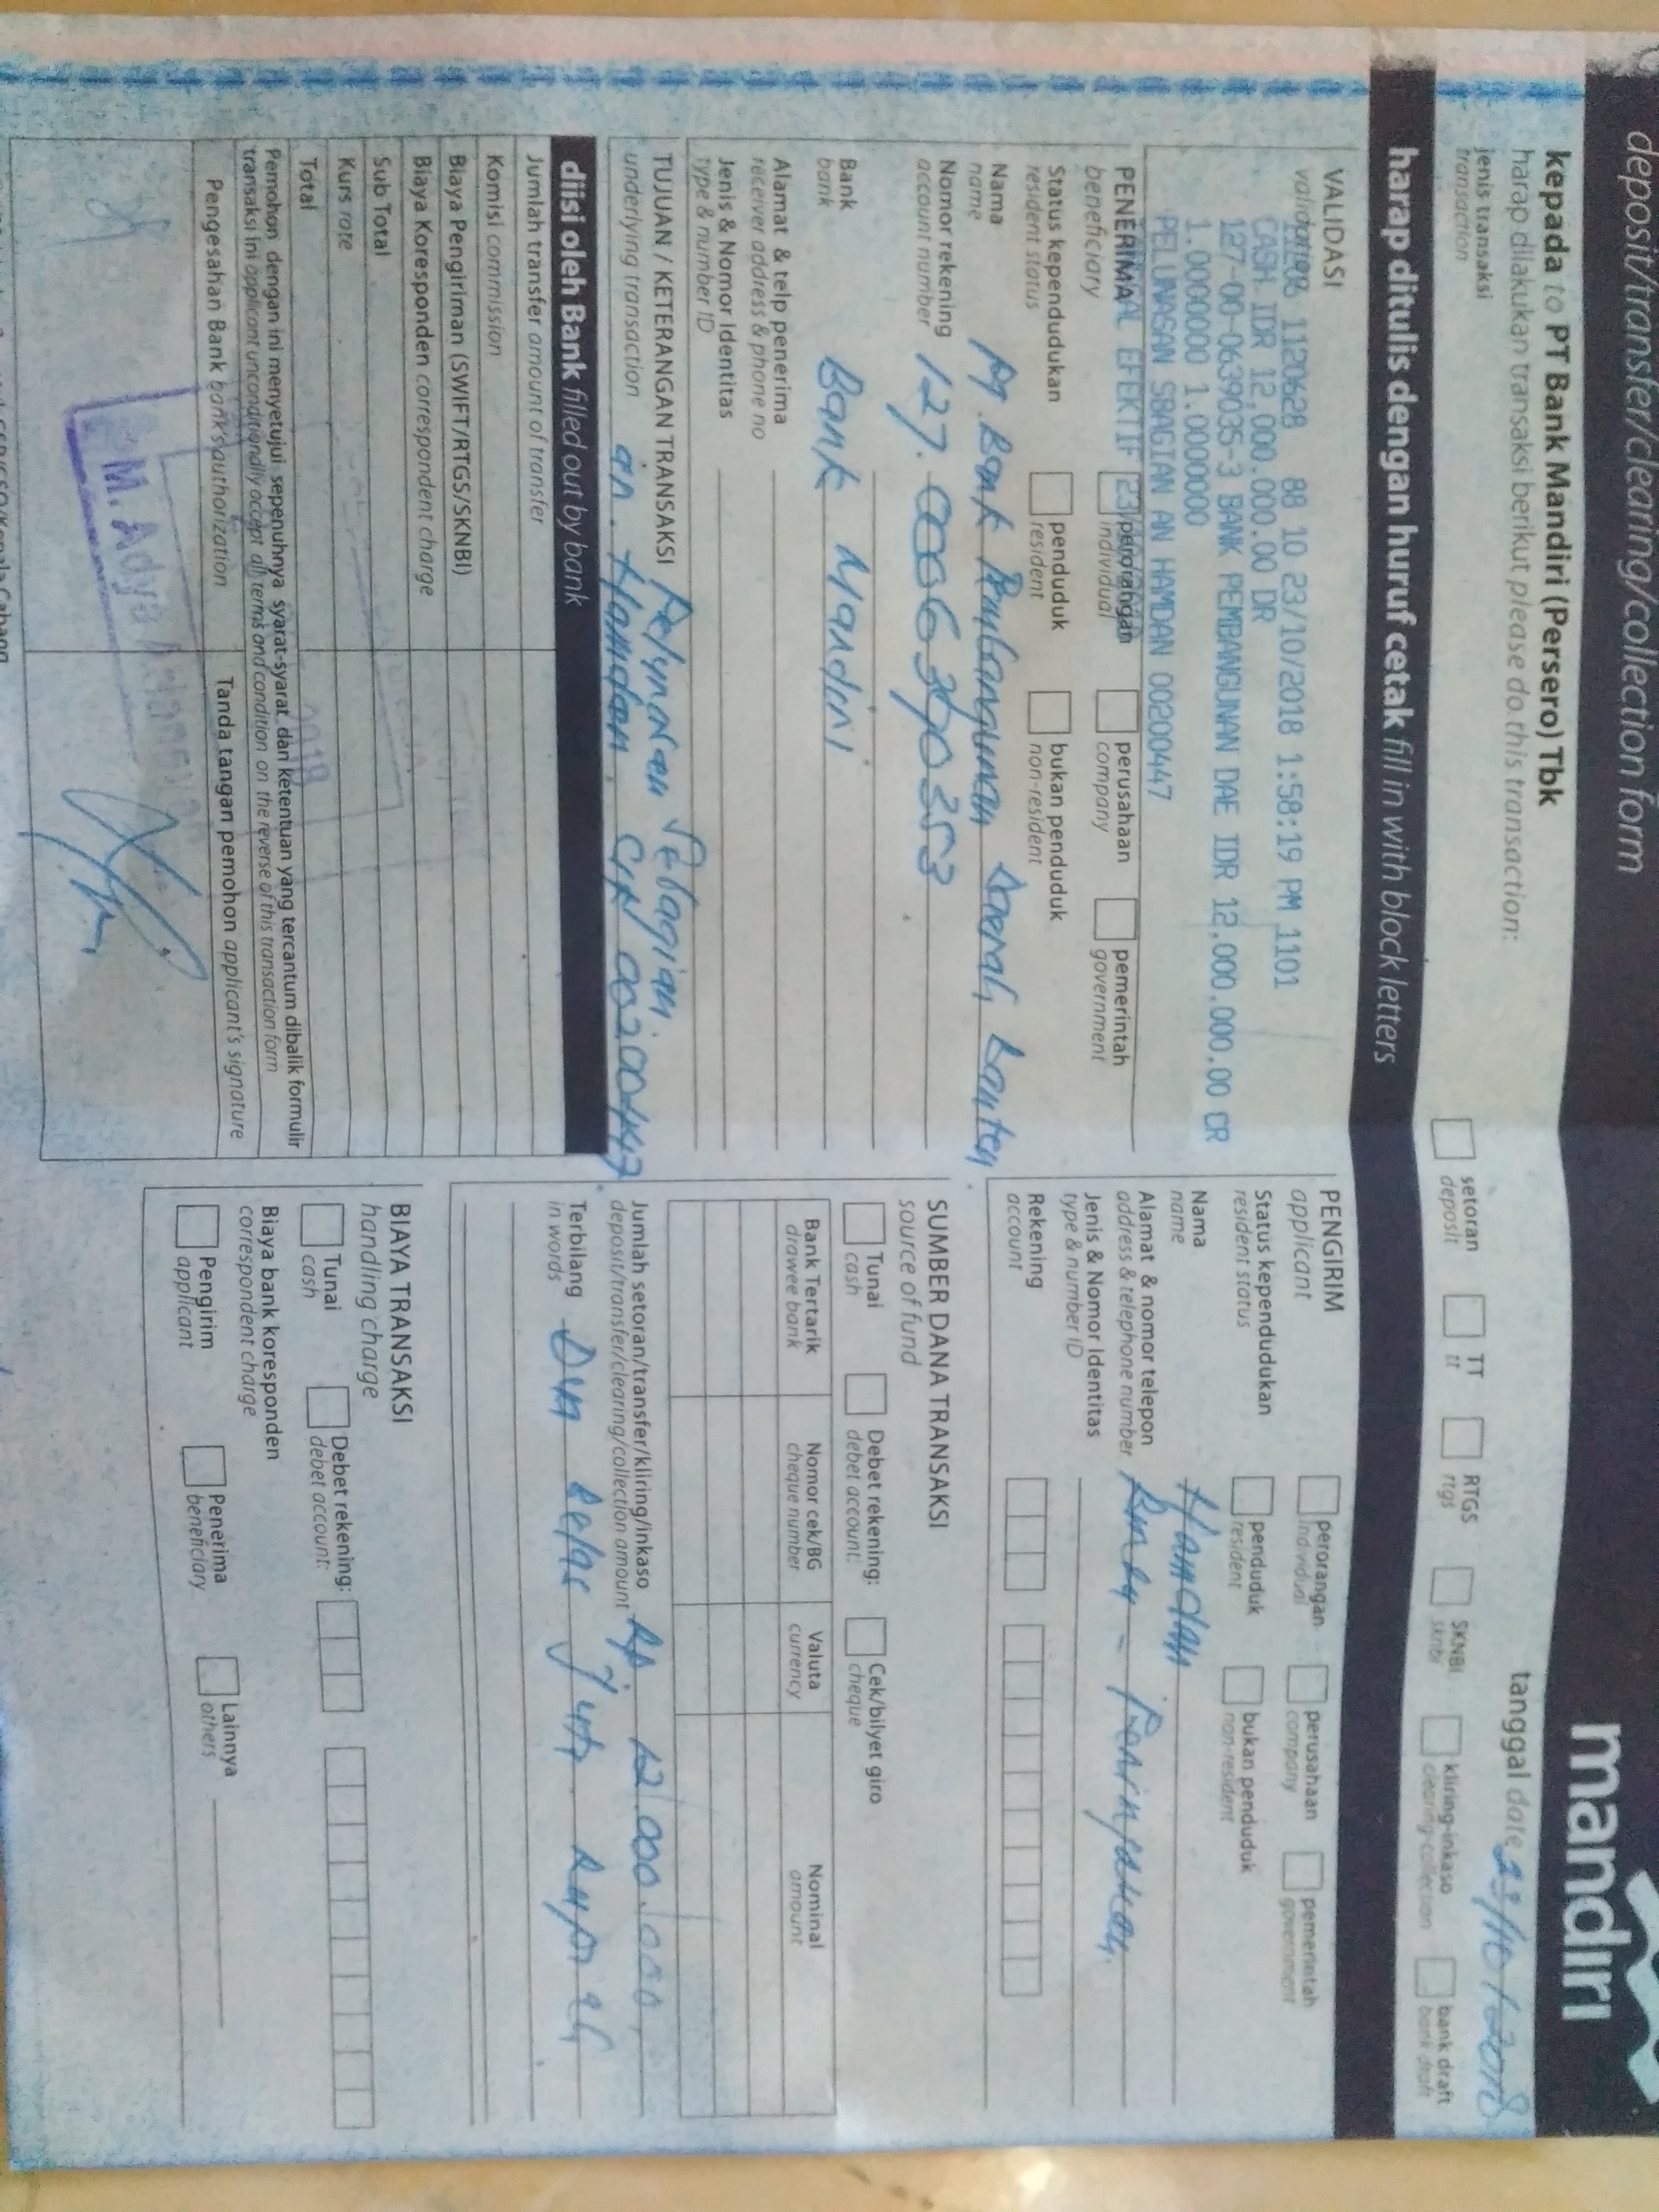 deposit/transfer/clearing/collection form
mandiri
kepada to PT Bank Mandiri (Persero) Tbk
harap dilakukan transaksi berikut please do this transaction:
tanggal date 23/10/2018
jenis transaksi
transaction
setoran
deposit
TT
tt
RTGS
rtgs
SKNBI
sknbi
kliring-inkaso
clearing-collection
bank draft
bank draft
harap ditulis dengan huruf cetak fill in with block letters
VALIDASI
validation
11206 1120628 88 10 23/10/2018 1:58:19 PM 1101
CASH IDR 12,000,000.00 DR
127-00-0639035-3 BANK PEMBANGUNAN DAE IDR 12,000,000.00 CR
1.0000000 1.0000000
PELUNASAN SBAGIAN AN HAMDAN 00200447
EFEKTIF
PENERIMA
beneficiary
perorangan
individual
perusahaan
company
pemerintah
government
Status kependudukan
resident status
penduduk
resident
bukan penduduk
non-resident
Nama
name
Bank Pembangunan Daerah Banten
Nomor rekening
account number
127.0006390353
Bank
bank
Bank Mandiri
Alamat & telp penerima
receiver address & phone no
Jenis & Nomor Identitas
type & number ID
TUJUAN / KETERANGAN TRANSAKSI
underlying transaction
Pelunasan Sebagian.
an. Hamdan. 00200447
diisi oleh Bank filled out by bank
Jumlah transfer amount of transfer
Komisi commission
Biaya Pengiriman (SWIFT/RTGS/SKNBI)
Biaya Koresponden correspondent charge
Sub Total
Kurs rate
Total
Pemohon dengan ini menyetujui sepenuhnya syarat-syarat dan ketentuan yang tercantum dibalik formulir
transaksi ini applicant unconditionally accept all terms and condition on the reverse of this transaction form
Pengesahan Bank bank's authorization
Tanda tangan pemohon applicant's signature
M. Adya
PENGIRIM
applicant
perorangan
individual
perusahaan
company
pemerintah
government
Status kependudukan
resident status
penduduk
resident
bukan penduduk
non-resident
Nama
name
Hamdan
Alamat & nomor telepon
address & telephone number
Jenis & Nomor Identitas
type & number ID
Rekening
account
SUMBER DANA TRANSAKSI
source of fund
Tunai
cash
Debet rekening:
debet account:
Cek/bilyet giro
cheque
Bank Tertarik
drawee bank
Nomor cek/BG
cheque number
Valuta
currency
Nominal
amount
Jumlah setoran/transfer/kliring/inkaso
deposit/transfer/clearing/collection amount
Rp. 12.000.000,
Terbilang
in words
Dua belas Juta Rupiah
BIAYA TRANSAKSI
handling charge
Tunai
cash
Debet rekening:
debet account:
Biaya bank koresponden
correspondent charge
Pengirim
applicant
Penerima
beneficiary
Lainnya
others